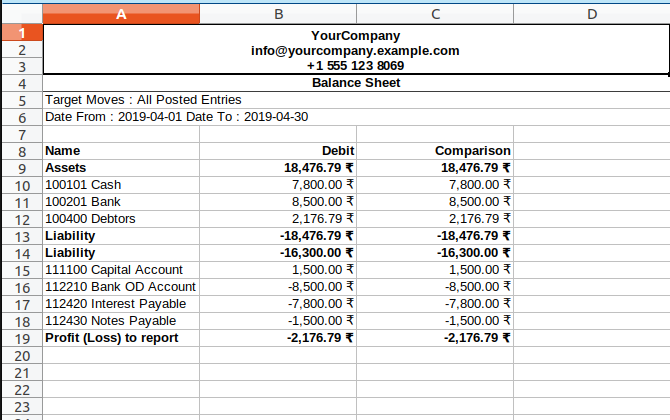 A B C D
1 YourCompany
2 info@yourcompany.example.com
3 +1 555 123 8069
4 Balance Sheet
5 Target Moves : All Posted Entries
6 Date From : 2019-04-01 Date To : 2019-04-30
7
8 Name Debit Comparison
9 Assets 18,476.79 ₹ 18,476.79 ₹
10 100101 Cash 7,800.00 ₹ 7,800.00 ₹
11 100201 Bank 8,500.00 ₹ 8,500.00 ₹
12 100400 Debtors 2,176.79 ₹ 2,176.79 ₹
13 Liability -18,476.79 ₹ -18,476.79 ₹
14 Liability -16,300.00 ₹ -16,300.00 ₹
15 111100 Capital Account 1,500.00 ₹ 1,500.00 ₹
16 112210 Bank OD Account -8,500.00 ₹ -8,500.00 ₹
17 112420 Interest Payable -7,800.00 ₹ -7,800.00 ₹
18 112430 Notes Payable -1,500.00 ₹ -1,500.00 ₹
19 Profit (Loss) to report -2,176.79 ₹ -2,176.79 ₹
20
21
22
23